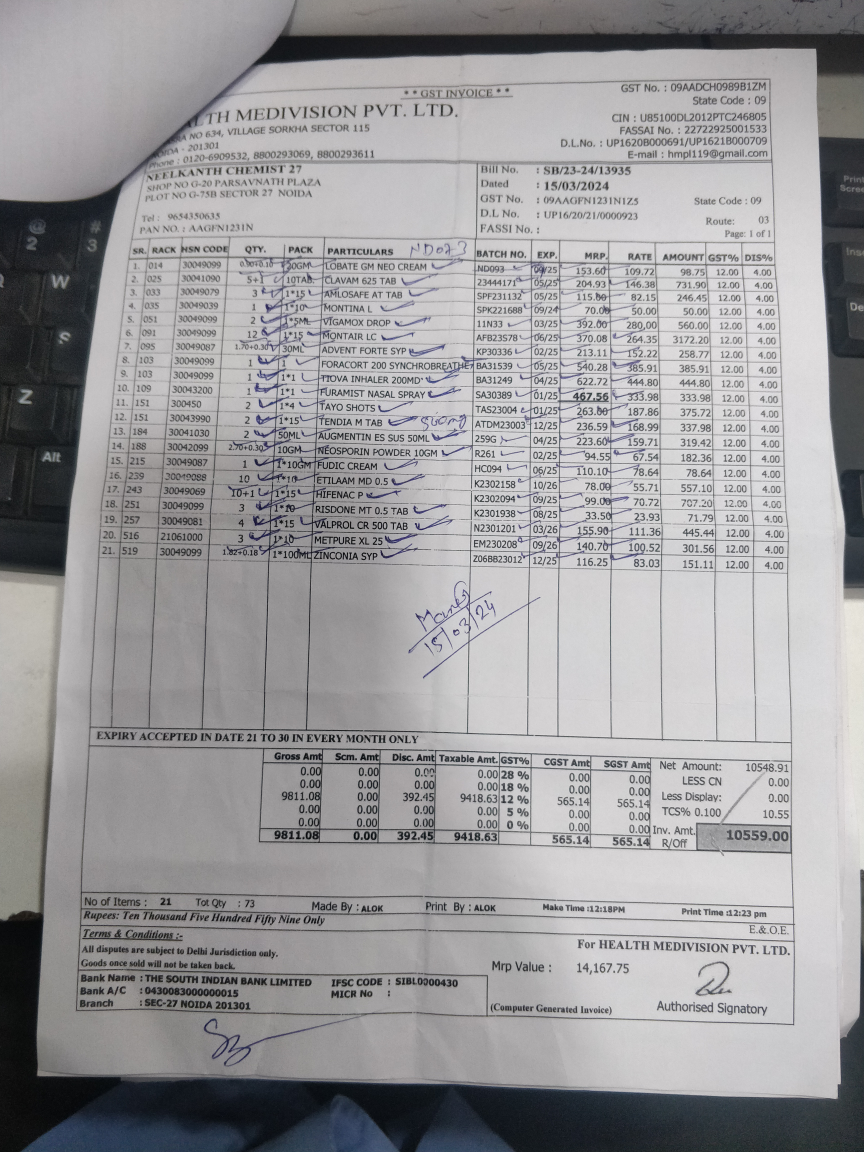 ** GST INVOICE **
GST No. : 09AADCH0989B1ZM
State Code : 09
ALTH MEDIVISION PVT. LTD.
NO 634, VILLAGE SORKHA SECTOR 115
- 201301
Phone : 0120-6909532, 8800293069, 8800293611
CIN : U85100DL2012PTC246805
FASSAI No. : 22722925001533
D.L.No. : UP1620B000691/UP1621B000709
E-mail : hmpl119@gmail.com
NEELKANTH CHEMIST 27
SHOP NO G-20 PARSAVNATH PLAZA
PLOT NO G-75B SECTOR 27 NOIDA
Tel : 9654350635
PAN NO. : AAGFN1231N
Bill No. : SB/23-24/13935
Dated : 15/03/2024
GST No. : 09AAGFN1231N1Z5 State Code : 09
D.L No. : UP16/20/21/0000923
FASSI No. : Route: 03
Page: 1 of 1
SR. RACK HSN CODE QTY. PACK PARTICULARS BATCH NO. EXP. MRP. RATE AMOUNT GST% DIS%
1. 014 30049099 LOBATE GM NEO CREAM ND093 153.60 109.72 98.75 12.00 4.00
2. 025 30041090 5+1 10TAB CLAVAM 625 TAB 23444171 05/25 204.93 146.38 731.90 12.00 4.00
3. 033 30049079 3 1*15 AMLOSAFE AT TAB SPF231132 05/25 115.00 82.15 246.45 12.00 4.00
4. 035 30049039 1 1*10 MONTINA L SPK221688 09/24 70.00 50.00 50.00 12.00 4.00
5. 051 30049099 2 1*5ML VIGAMOX DROP 11N33 03/25 392.00 280.00 560.00 12.00 4.00
6. 091 30049099 12 1*15 MONTAIR LC AFB23578 06/25 370.08 264.35 3172.20 12.00 4.00
7. 095 30049087 1.70+0.30 30ML ADVENT FORTE SYP KP30336 02/25 213.11 152.22 258.77 12.00 4.00
8. 103 30049099 1 1 FORACORT 200 SYNCHROBREATHE BA31539 05/25 540.28 385.91 385.91 12.00 4.00
9. 103 30049099 1 1*1 TIOVA INHALER 200MD BA31249 04/25 622.72 444.80 444.80 12.00 4.00
10. 109 30043200 1 1*1 FURAMIST NASAL SPRAY SA30389 01/25 467.56 333.98 333.98 12.00 4.00
11. 151 300450 2 1*4 TAYO SHOTS TAS23004 01/25 263.00 187.86 375.72 12.00 4.00
12. 151 30043990 2 1*15 TENDIA M TAB 500mg ATDM23003 12/25 236.59 168.99 337.98 12.00 4.00
13. 184 30041030 2 50ML AUGMENTIN ES SUS 50ML 259G 04/25 223.60 159.71 319.42 12.00 4.00
14. 188 30042099 2.70+0.30 10GM NEOSPORIN POWDER 10GM R261 02/25 94.55 67.54 182.36 12.00 4.00
15. 215 30049087 1 1*10GM FUDIC CREAM HC094 06/25 110.10 78.64 78.64 12.00 4.00
16. 239 30049088 10 1*10 ETILAAM MD 0.5 K2302158 10/26 78.00 55.71 557.10 12.00 4.00
17. 243 30049069 10+1 1*15 HIFENAC P K2302094 09/25 99.00 70.72 707.20 12.00 4.00
18. 251 30049099 3 1*10 RISDONE MT 0.5 TAB K2301938 08/25 33.50 23.93 71.79 12.00 4.00
19. 257 30049081 4 1*15 VALPROL CR 500 TAB N2301201 03/26 155.90 111.36 445.44 12.00 4.00
20. 516 21061000 3 1*10 METPURE XL 25 EM230208 09/26 140.70 100.52 301.56 12.00 4.00
21. 519 30049099 1.82+0.18 1*100ML ZINCONIA SYP Z06BB23012 12/25 116.25 83.03 151.11 12.00 4.00
15/03/24
EXPIRY ACCEPTED IN DATE 21 TO 30 IN EVERY MONTH ONLY
Gross Amt Scm. Amt Disc. Amt Taxable Amt. GST% CGST Amt SGST Amt
0.00 0.00 0.00 0.00 28 % 0.00 0.00
0.00 0.00 0.00 0.00 18 % 0.00 0.00
9811.08 0.00 392.45 9418.63 12 % 565.14 565.14
0.00 0.00 0.00 0.00 5 % 0.00 0.00
0.00 0.00 0.00 0.00 0 % 0.00 0.00
9811.08 0.00 392.45 9418.63 565.14 565.14
Net Amount: 10548.91
LESS CN 0.00
Less Display: 0.00
TCS% 0.100 10.55
Inv. Amt. 10559.00
R/Off
No of Items : 21 Tot Qty : 73 Made By : ALOK Print By : ALOK Make Time :12:18PM Print Time :12:23 pm
Rupees: Ten Thousand Five Hundred Fifty Nine Only
E.&O.E.
Terms & Conditions :-
All disputes are subject to Delhi Jurisdiction only.
Goods once sold will not be taken back.
For HEALTH MEDIVISION PVT. LTD.
Mrp Value : 14,167.75
Bank Name : THE SOUTH INDIAN BANK LIMITED IFSC CODE : SIBL0000430
Bank A/C : 0430083000000015 MICR No :
Branch : SEC-27 NOIDA 201301
(Computer Generated Invoice)
Authorised Signatory